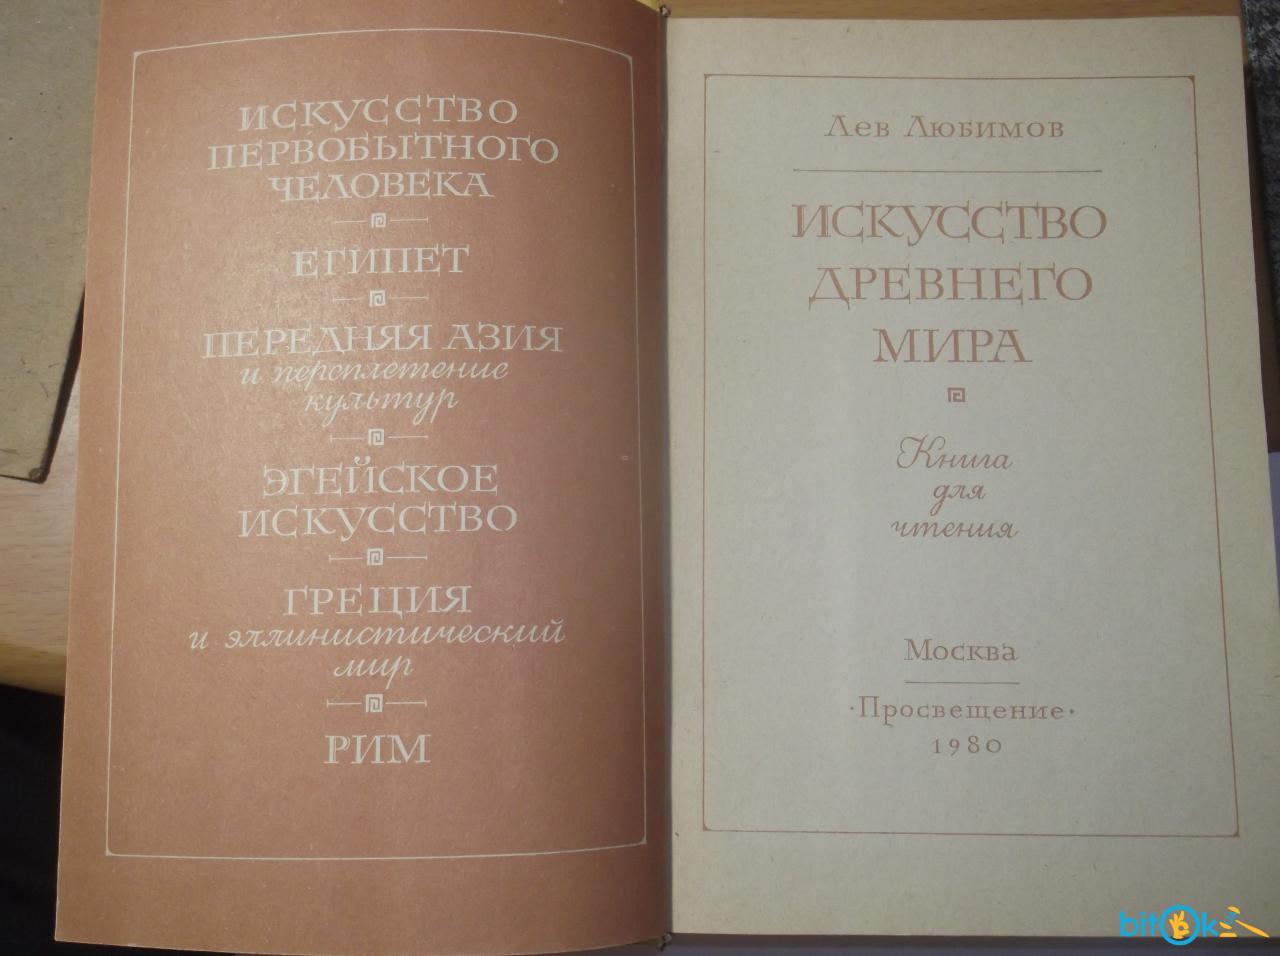 ИСКУССТВО
ПЕРВОБЫТНОГО
ЧЕЛОВЕКА
ЕГИПЕТ
ПЕРЕДНЯЯ АЗИЯ
и переплетение
культур
ЭГЕЙСКОЕ
ИСКУССТВО
ГРЕЦИЯ
и эллинистический
мир
РИМ
Лев Любимов
ИСКУССТВО
ДРЕВНЕГО
МИРА
Книга
для
чтения
Москва
·Просвещение·
1980
bitOk